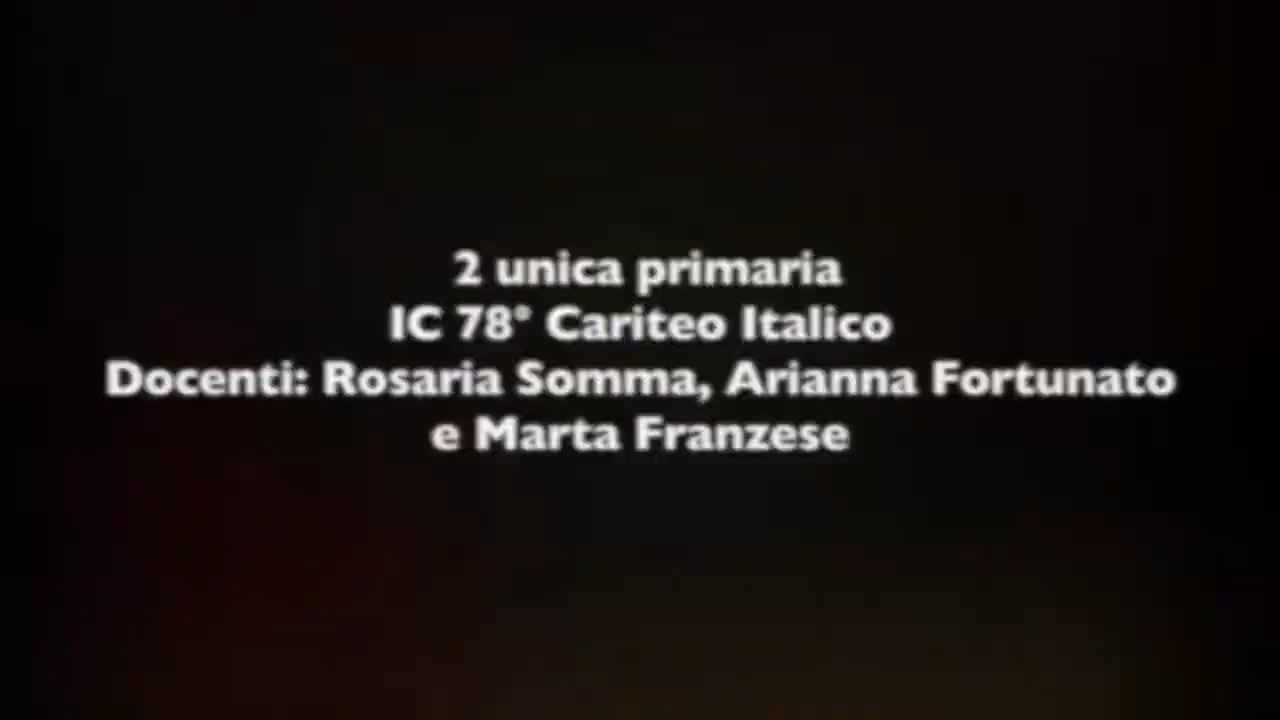 2 unica primaria
IC 78° Cariteo Italico
Docenti: Rosaria Somma, Arianna Fortunato
e Marta Franzese